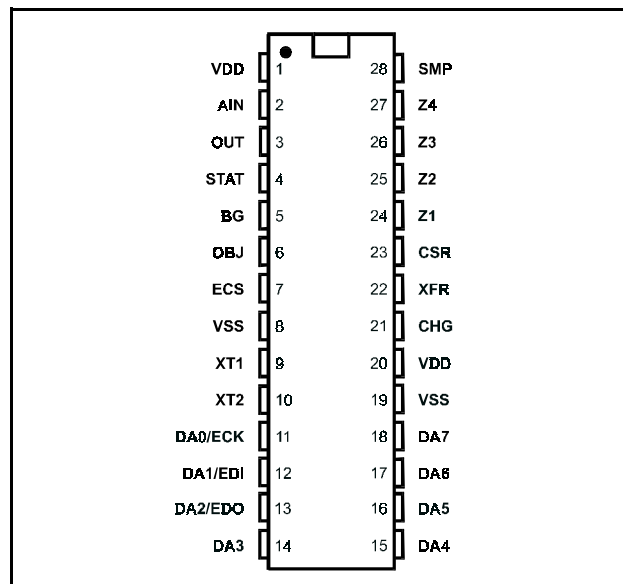 VDD 1 28 SMP
AIN 2 27 Z4
OUT 3 26 Z3
STAT 4 25 Z2
BG 5 24 Z1
OBJ 6 23 CSR
ECS 7 22 XFR
VSS 8 21 CHG
XT1 9 20 VDD
XT2 10 19 VSS
DA0/ECK 11 18 DA7
DA1/EDI 12 17 DA6
DA2/EDO 13 16 DA5
DA3 14 15 DA4